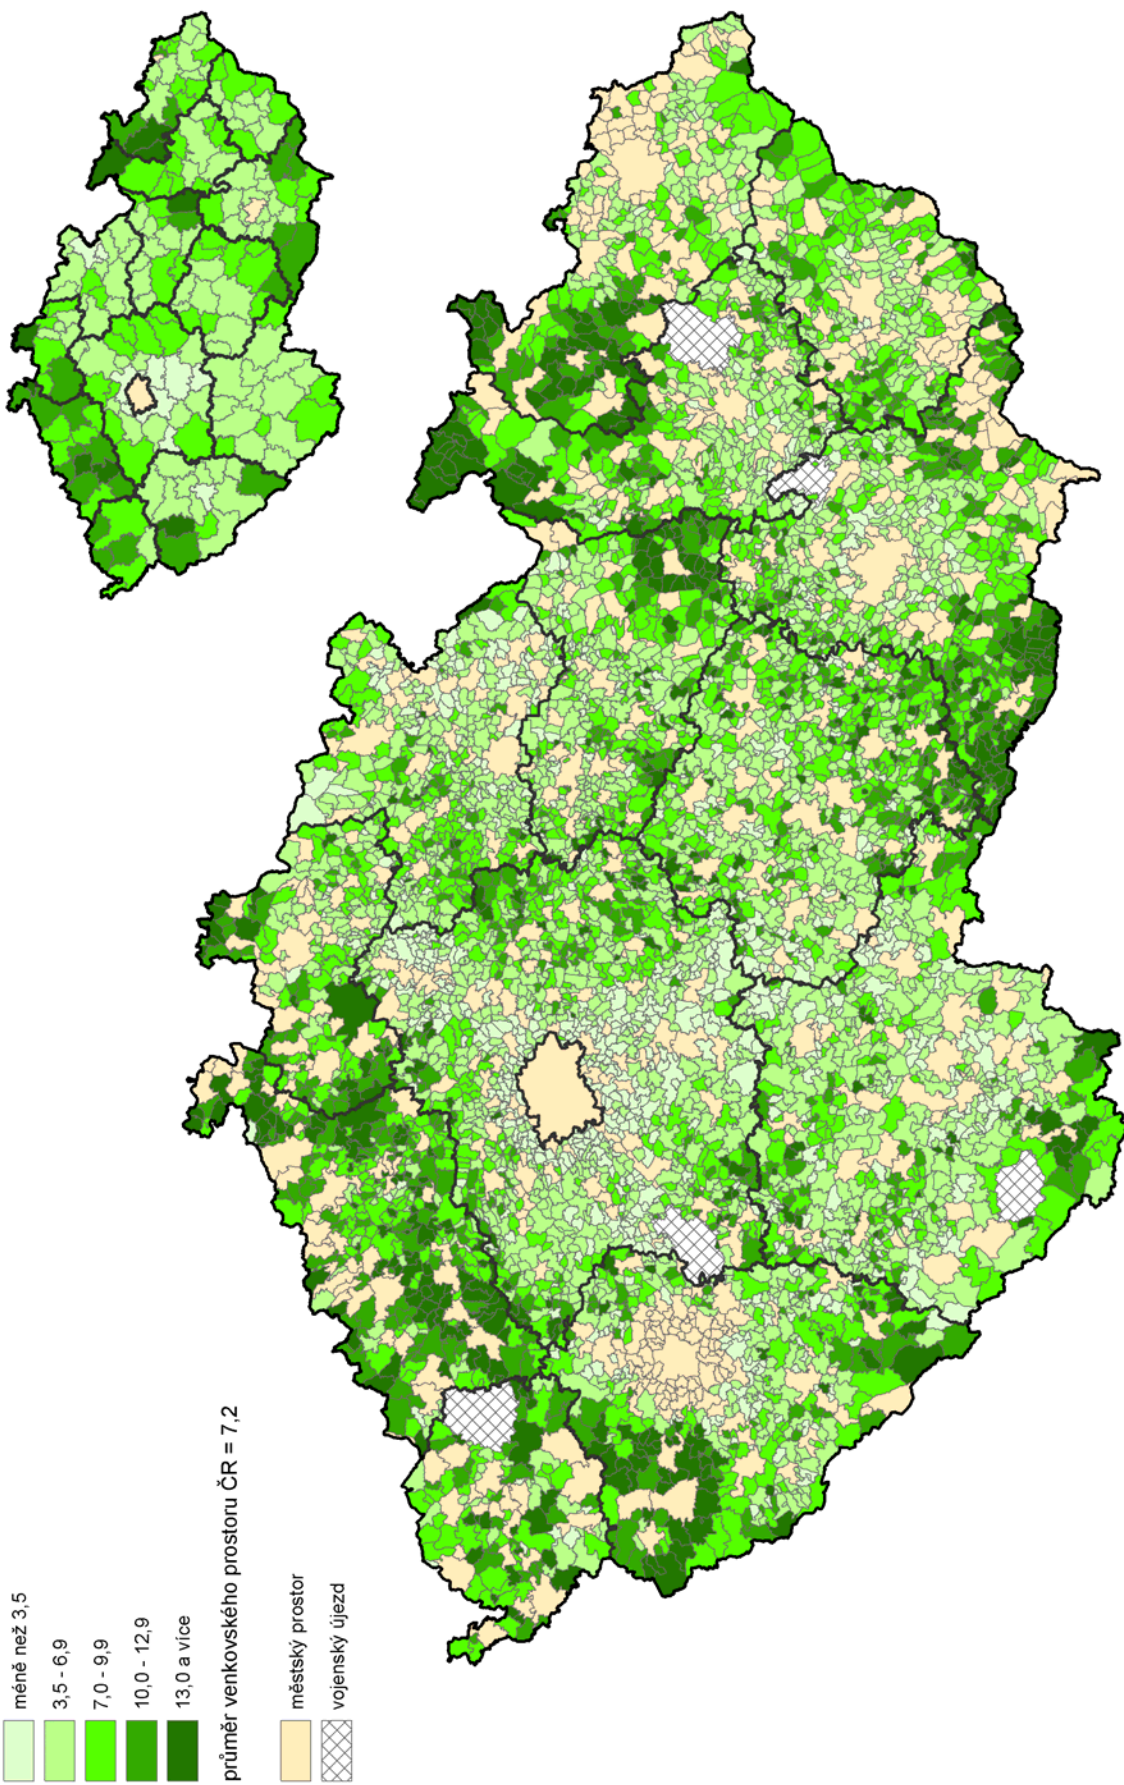 méně než 3,5
3,5 - 6,9
7,0 - 9,9
10,0 - 12,9
13,0 a více
průměr venkovského prostoru ČR = 7,2
městský prostor
vojenský újezd